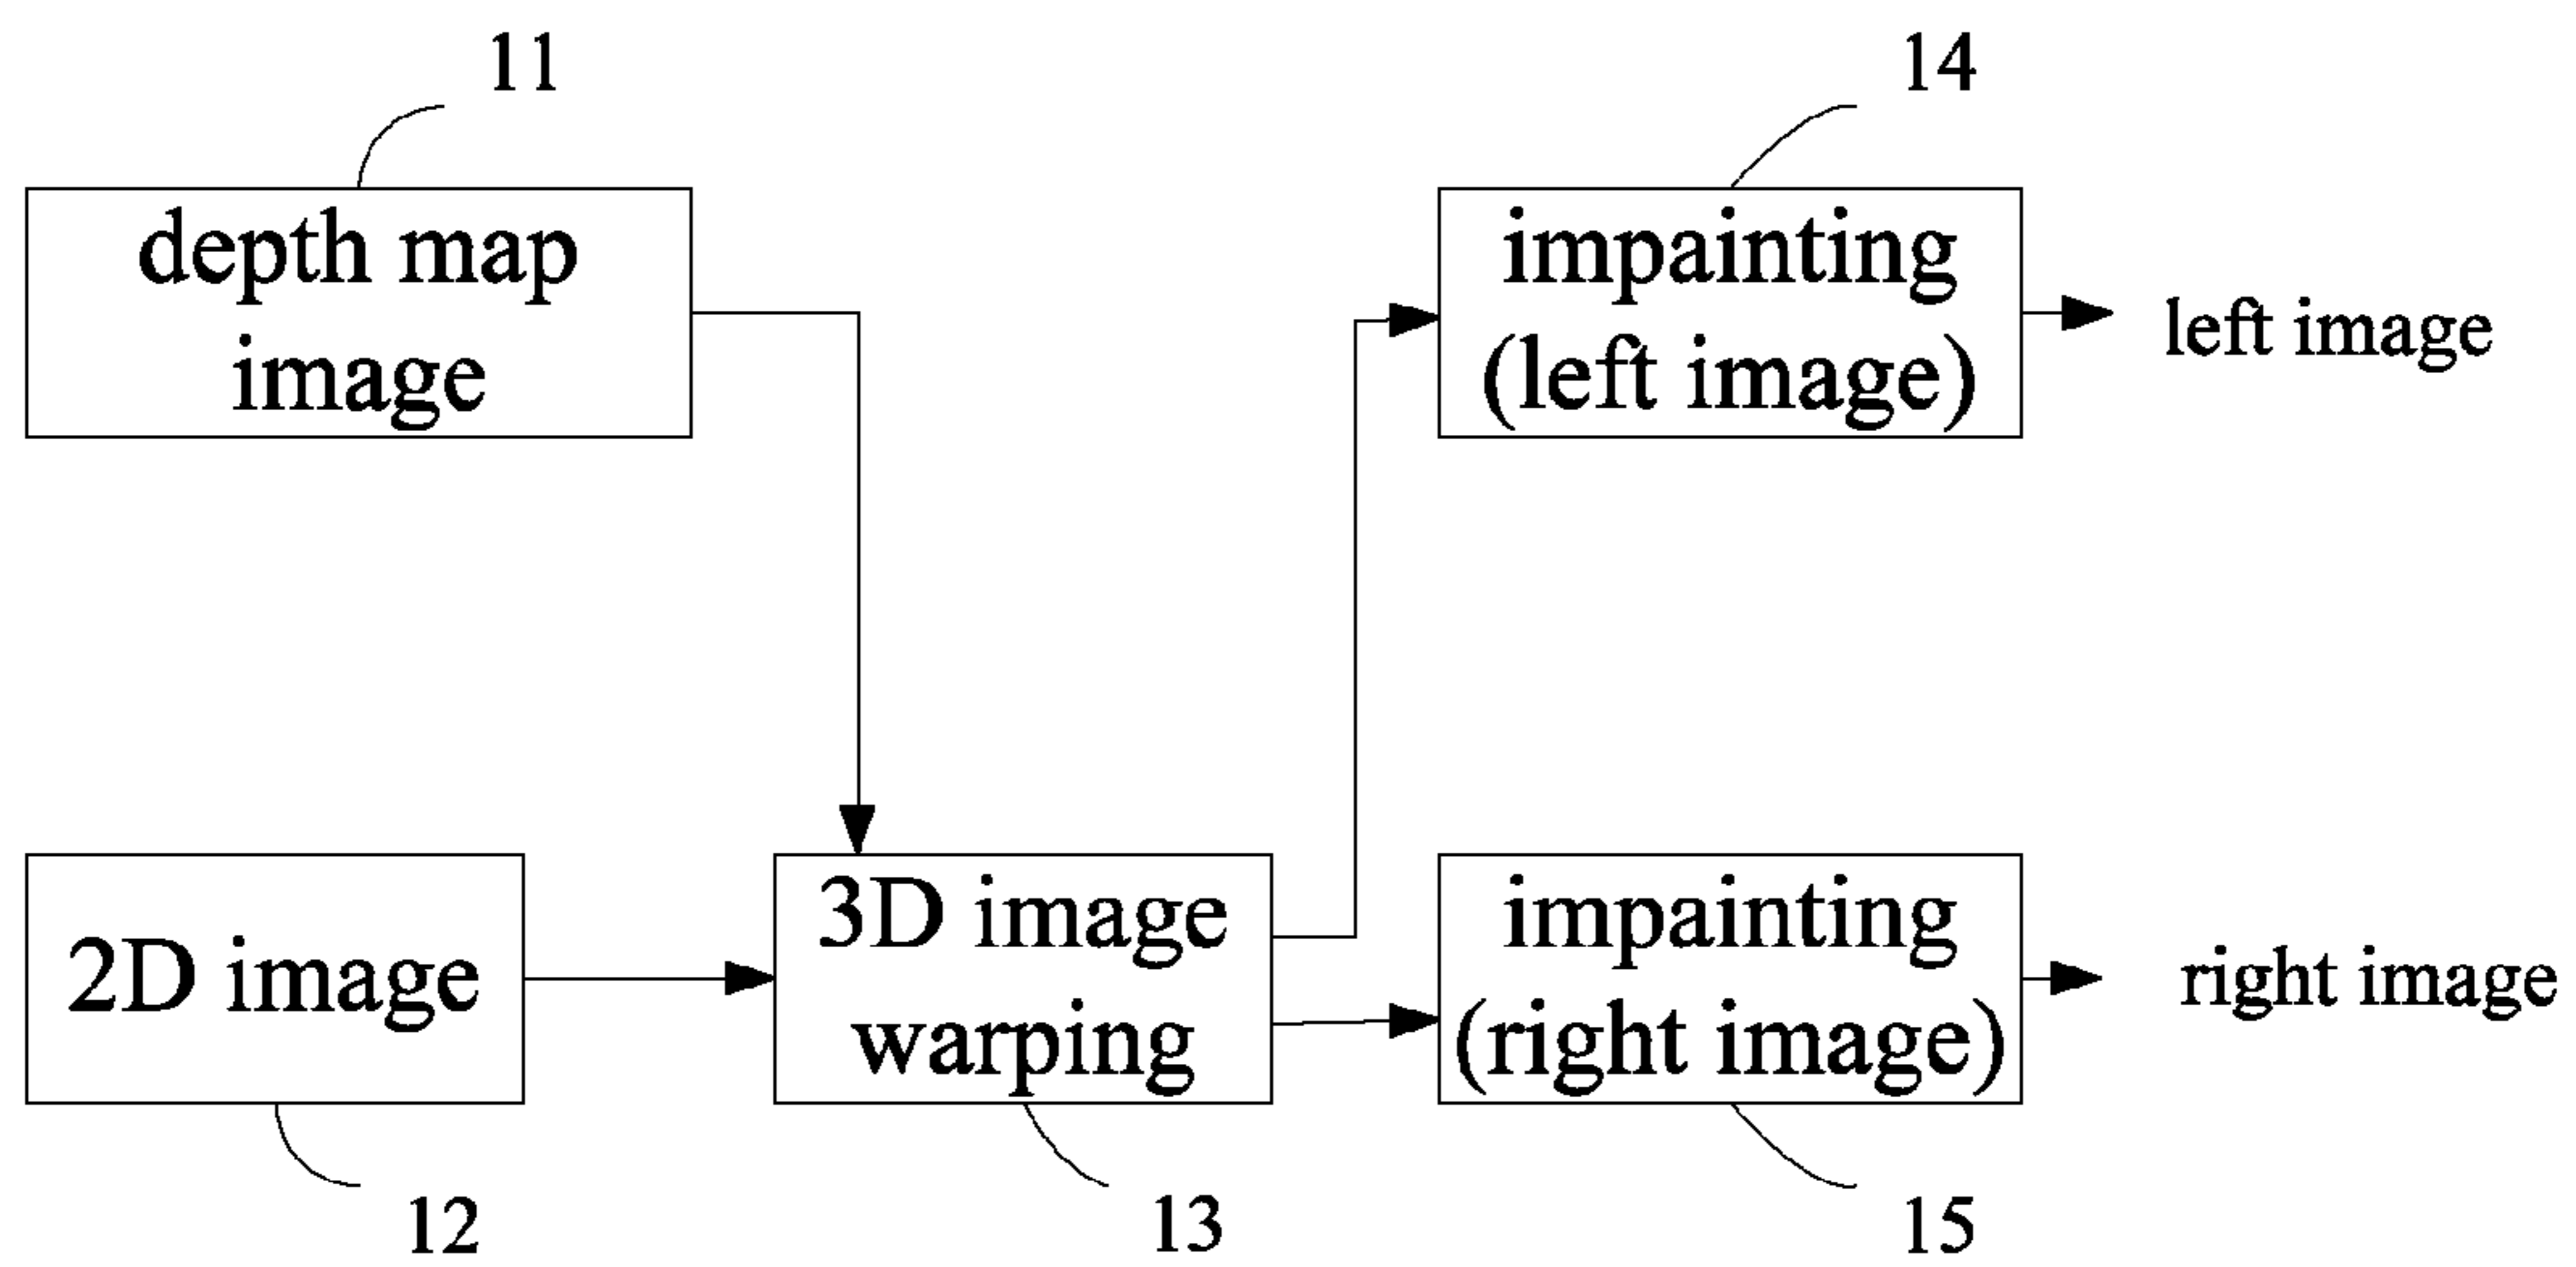 11
14
depth map
image
impainting
(left image)
left image
2D image
3D image
warping
impainting
(right image)
right image
12
13
15